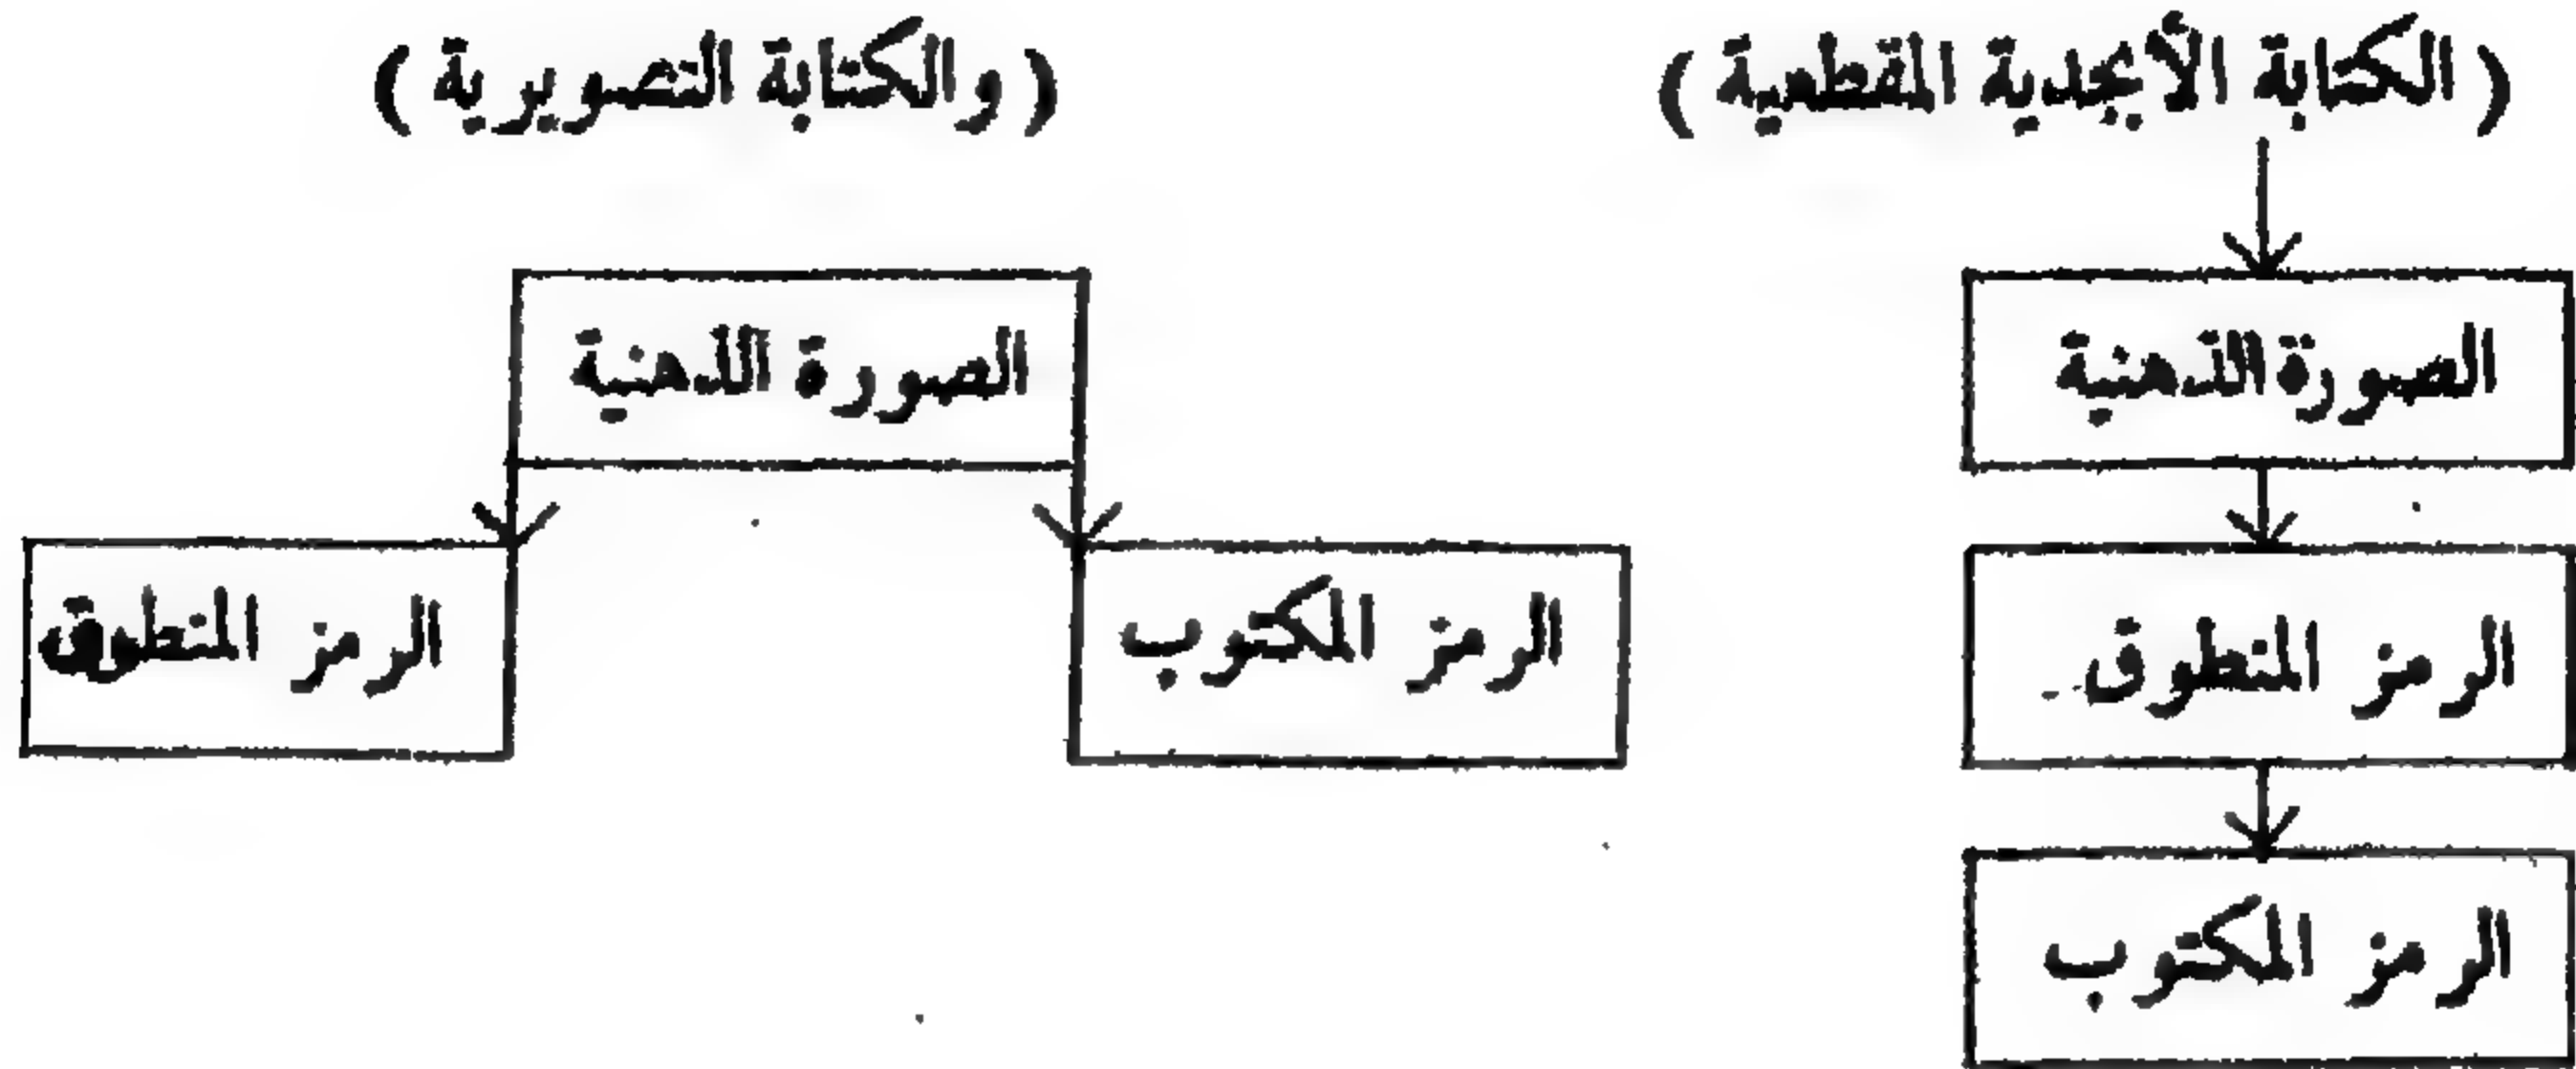 ( الكتابة الأبجدية المقطعية )
( والكتابة التصويرية )
الصورة الذهنية
الصورة الذهنية
الرمز المنطوق
الرمز المكتوب
الرمز المنطوق
الرمز المكتوب